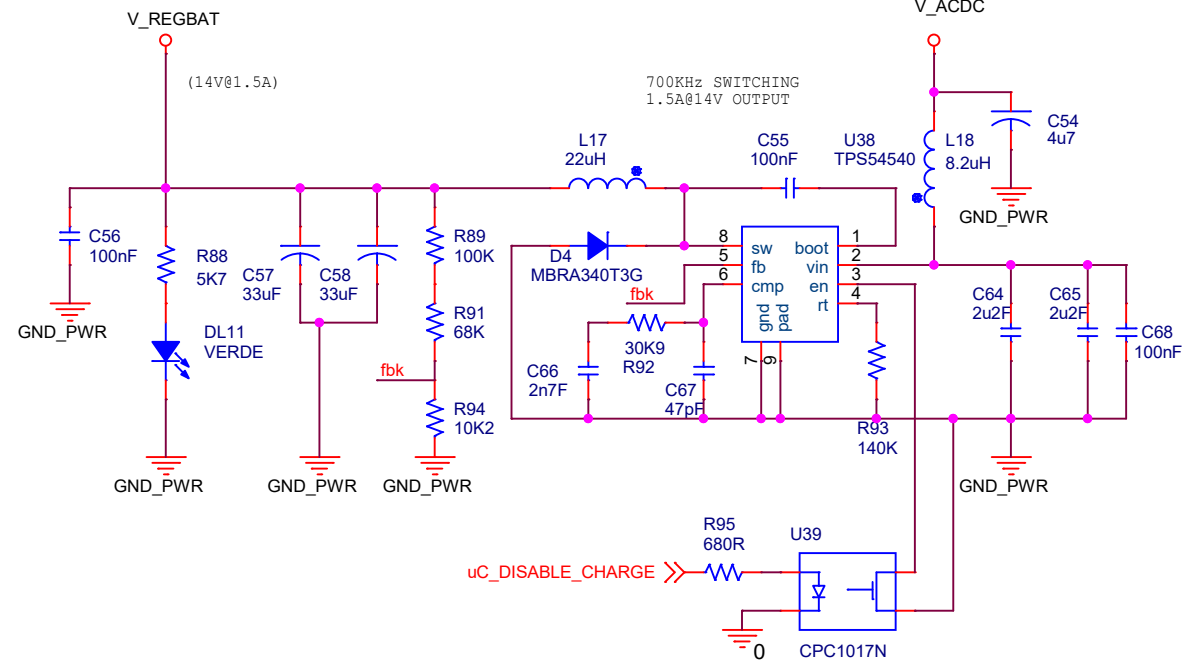 V_REGBAT
V_ACDC
(14V@1.5A)
700KHz SWITCHING
1.5A@14V OUTPUT
L17
22uH
C55
100nF
U38
TPS54540
L18
8.2uH
C54
4u7
GND_PWR
C56
100nF
R88
5K7
C57
33uF
C58
33uF
R89
100K
D4
MBRA340T3G
8
5
6
sw
fb
cmp
boot
vin
en
rt
gnd
pad
1
2
3
4
7
9
fbk
R91
68K
30K9
R92
C64
2u2F
C65
2u2F
C68
100nF
GND_PWR
DL11
VERDE
fbk
C66
2n7F
C67
47pF
R94
10K2
R93
140K
GND_PWR
GND_PWR
GND_PWR
GND_PWR
R95
680R
U39
uC_DISABLE_CHARGE
0
CPC1017N